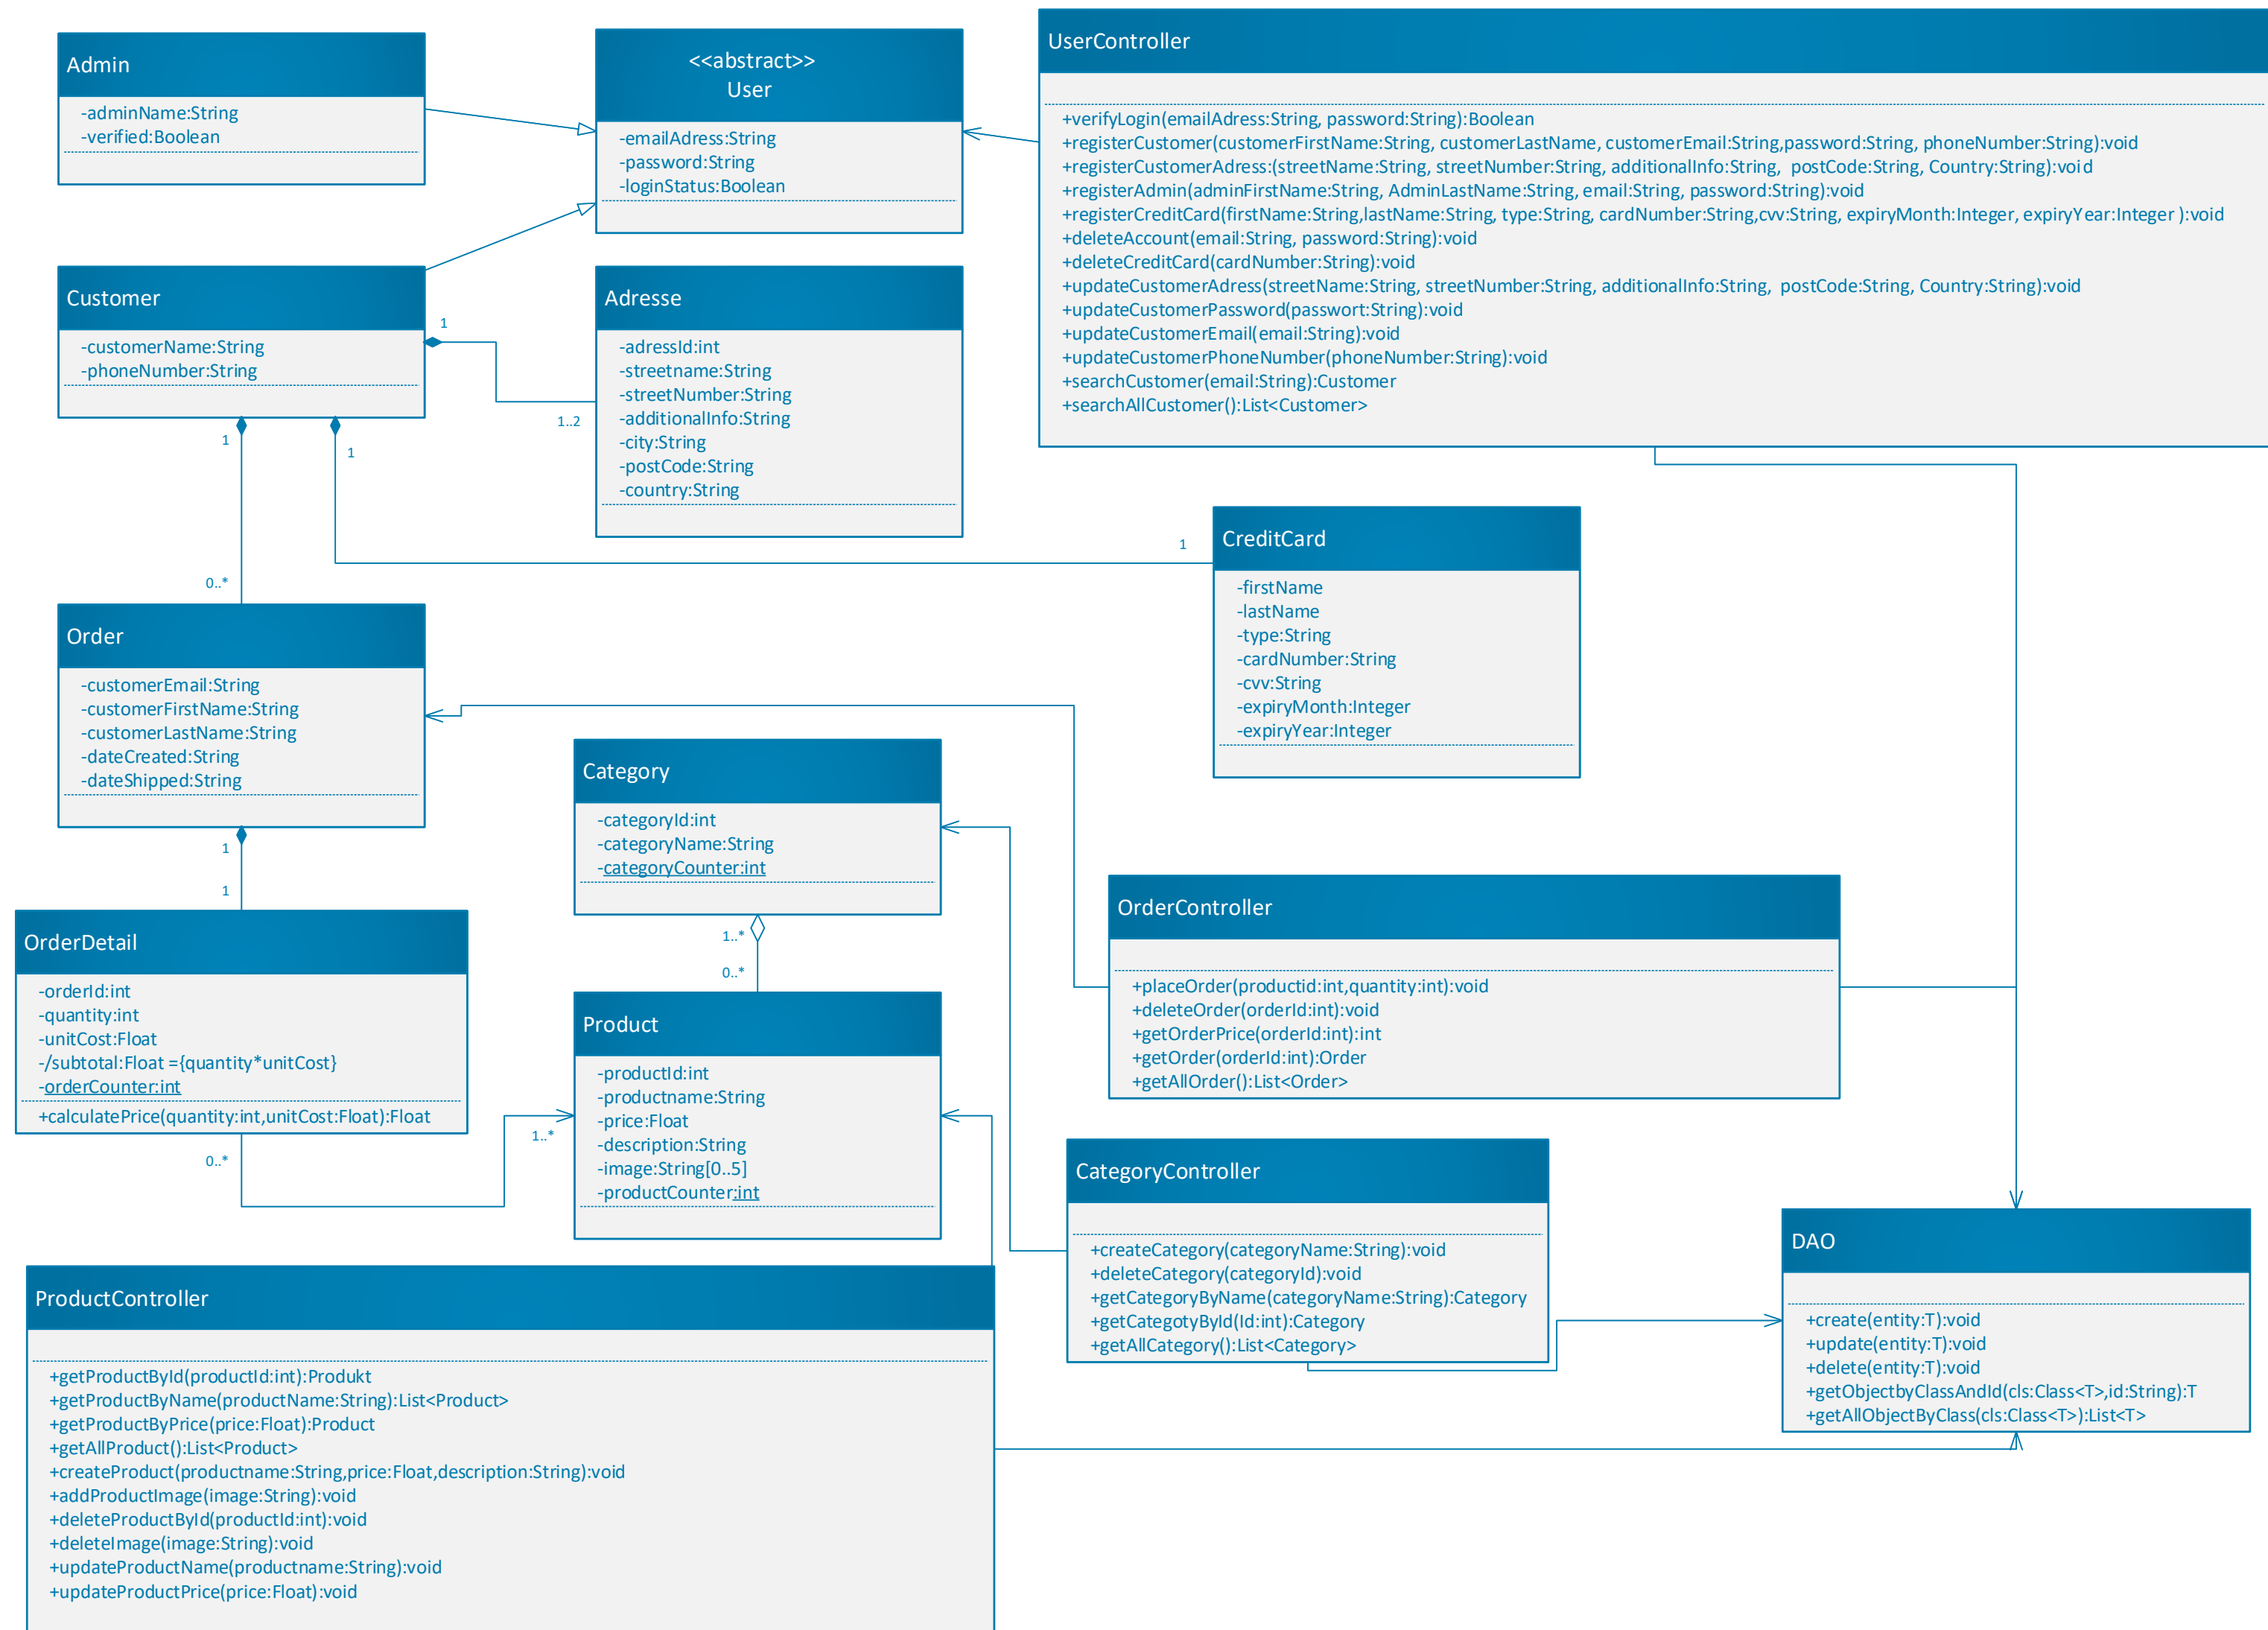 Admin
-adminName:String
-verified:Boolean
<<abstract>>
User
-emailAdress:String
-password:String
-loginStatus:Boolean
UserController
+verifyLogin(emailAdress:String, password:String):Boolean
+registerCustomer(customerFirstName:String, customerLastName, customerEmail:String,password:String, phoneNumber:String):void
+registerCustomerAdress:(streetName:String, streetNumber:String, additionalInfo:String, postCode:String, Country:String):void
+registerAdmin(adminFirstName:String, AdminLastName:String, email:String, password:String):void
+registerCreditCard(firstName:String,lastName:String, type:String, cardNumber:String,cvv:String, expiryMonth:Integer, expiryYear:Integer ):void
+deleteAccount(email:String, password:String):void
+deleteCreditCard(cardNumber:String):void
+updateCustomerAdress(streetName:String, streetNumber:String, additionalInfo:String, postCode:String, Country:String):void
+updateCustomerPassword(passwort:String):void
+updateCustomerEmail(email:String):void
+updateCustomerPhoneNumber(phoneNumber:String):void
+searchCustomer(email:String):Customer
+searchAllCustomer():List<Customer>
Customer
-customerName:String
-phoneNumber:String
1
1..2
1
1
0..*
1
Adresse
-adressId:int
-streetname:String
-streetNumber:String
-additionalInfo:String
-city:String
-postCode:String
-country:String
CreditCard
-firstName
-lastName
-type:String
-cardNumber:String
-cvv:String
-expiryMonth:Integer
-expiryYear:Integer
Order
-customerEmail:String
-customerFirstName:String
-customerLastName:String
-dateCreated:String
-dateShipped:String
1
1
Category
-categoryId:int
-categoryName:String
-categoryCounter:int
1..*
0..*
OrderController
+placeOrder(productid:int,quantity:int):void
+deleteOrder(orderId:int):void
+getOrderPrice(orderId:int):int
+getOrder(orderId:int):Order
+getAllOrder():List<Order>
OrderDetail
-orderId:int
-quantity:int
-unitCost:Float
-/subtotal:Float ={quantity*unitCost}
-orderCounter:int
+calculatePrice(quantity:int,unitCost:Float):Float
0..*
1..*
Product
-productId:int
-productname:String
-price:Float
-description:String
-image:String[0..5]
-productCounter:int
CategoryController
+createCategory(categoryName:String):void
+deleteCategory(categoryId):void
+getCategoryByName(categoryName:String):Category
+getCategotyById(Id:int):Category
+getAllCategory():List<Category>
DAO
+create(entity:T):void
+update(entity:T):void
+delete(entity:T):void
+getObjectbyClassAndId(cls:Class<T>,id:String):T
+getAllObjectByClass(cls:Class<T>):List<T>
ProductController
+getProductById(productId:int):Produkt
+getProductByName(productName:String):List<Product>
+getProductByPrice(price:Float):Product
+getAllProduct():List<Product>
+createProduct(productname:String,price:Float,description:String):void
+addProductImage(image:String):void
+deleteProductById(productId:int):void
+deleteImage(image:String):void
+updateProductName(productname:String):void
+updateProductPrice(price:Float):void